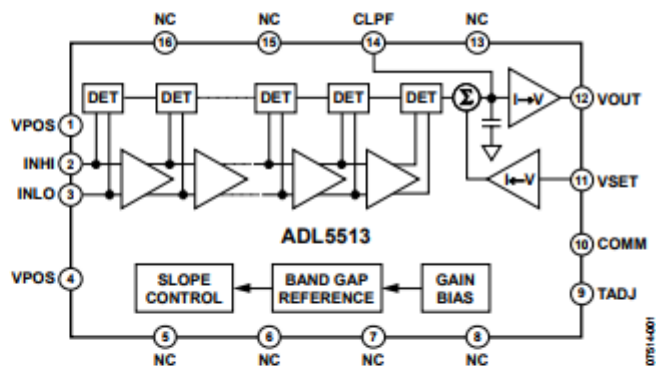 NC NC CLPF NC
16 15 14 13
DET DET DET DET DET Σ I→V 12 VOUT
VPOS 1
INHI 2
INLO 3 I←V 11 VSET
ADL5513
10 COMM
VPOS 4 SLOPE CONTROL BAND GAP REFERENCE GAIN BIAS 9 TADJ
5 6 7 8
NC NC NC NC
07514-001